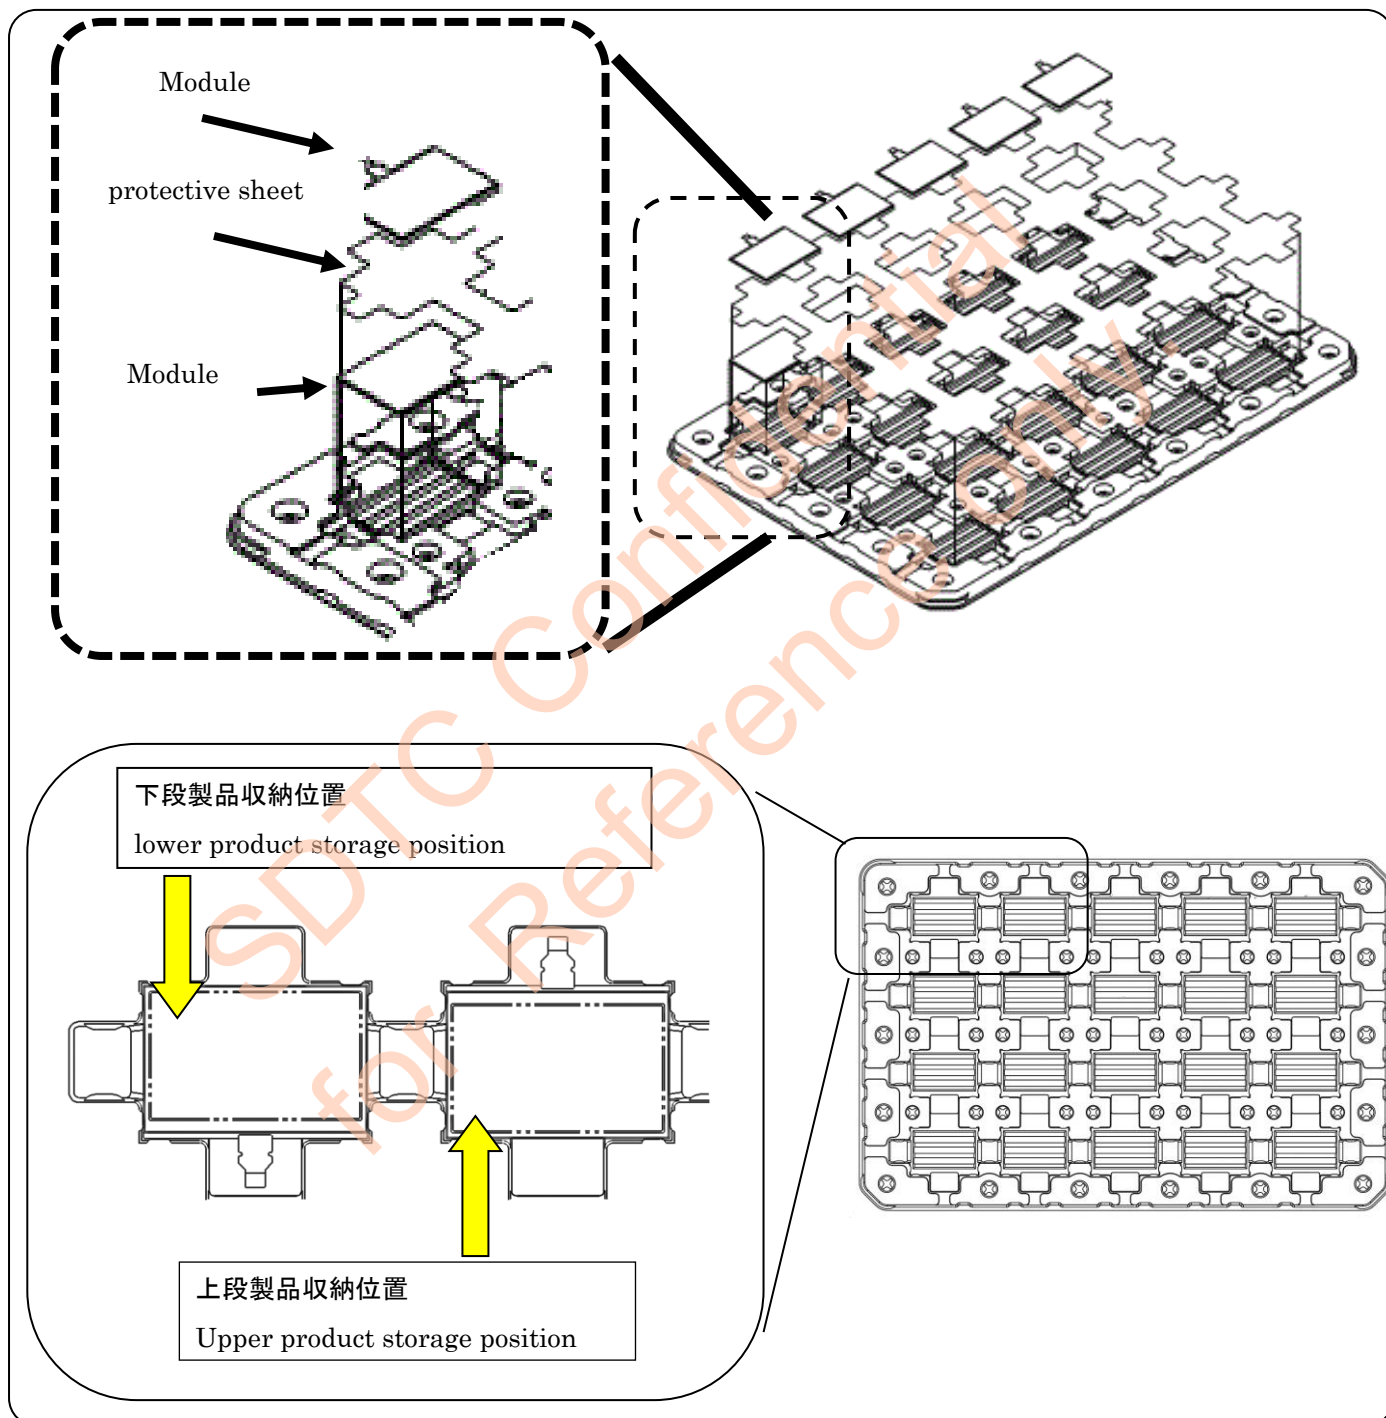 Module
protective sheet
Module
SDTC Confidential
for Reference only.
下段製品収納位置
lower product storage position
上段製品収納位置
Upper product storage position